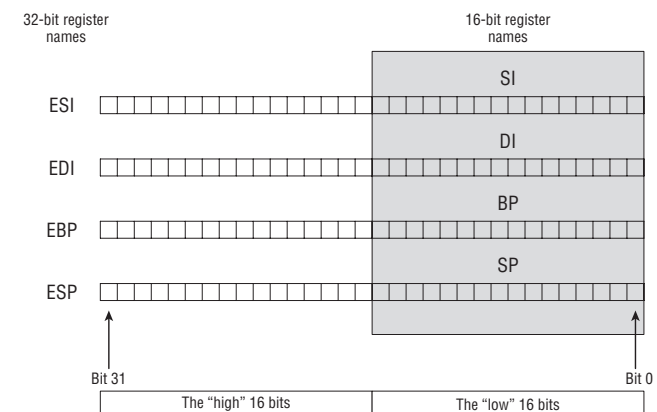 32-bit register
names
16-bit register
names
SI
ESI
DI
EDI
BP
EBP
SP
ESP
Bit 31
Bit 0
The “high” 16 bits
The “low” 16 bits